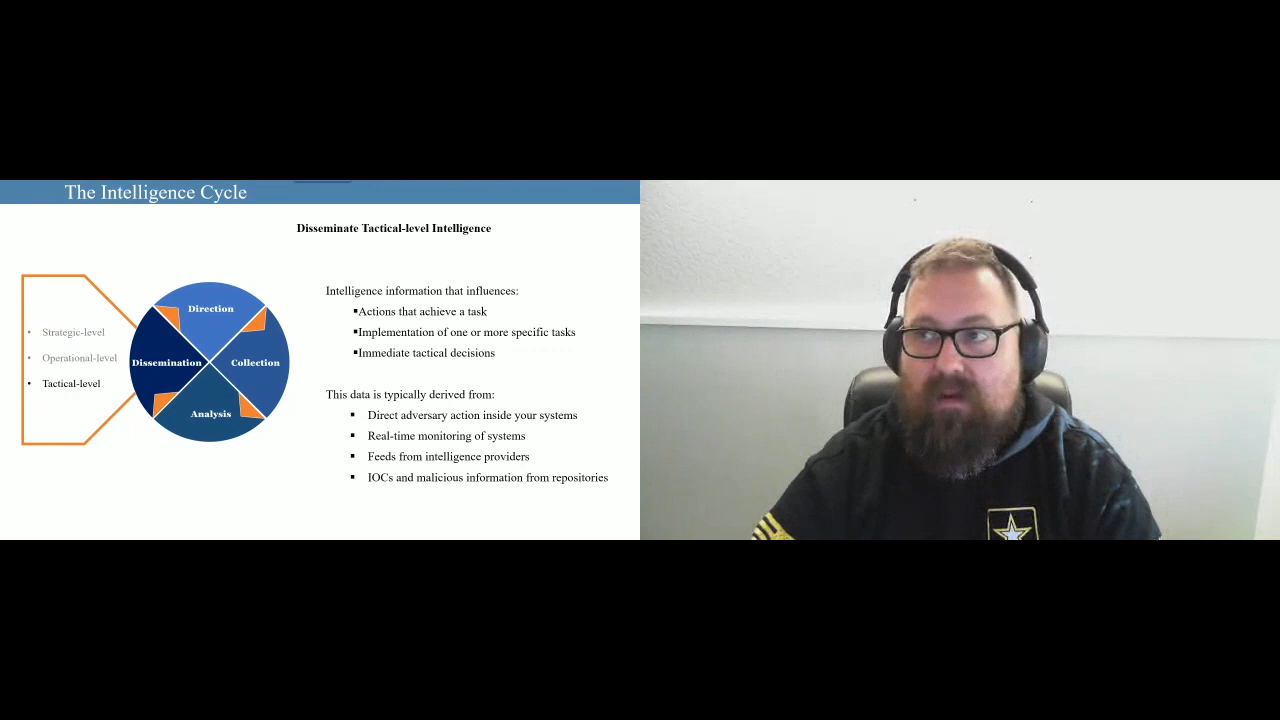 The Intelligence Cycle
Disseminate Tactical-level Intelligence
Intelligence information that influences:
▪Actions that achieve a task
▪Implementation of one or more specific tasks
▪Immediate tactical decisions
This data is typically derived from:
▪ Direct adversary action inside your systems
▪ Real-time monitoring of systems
▪ Feeds from intelligence providers
▪ IOCs and malicious information from repositories
• Strategic-level
• Operational-level
• Tactical-level
Direction
Dissemination
Collection
Analysis